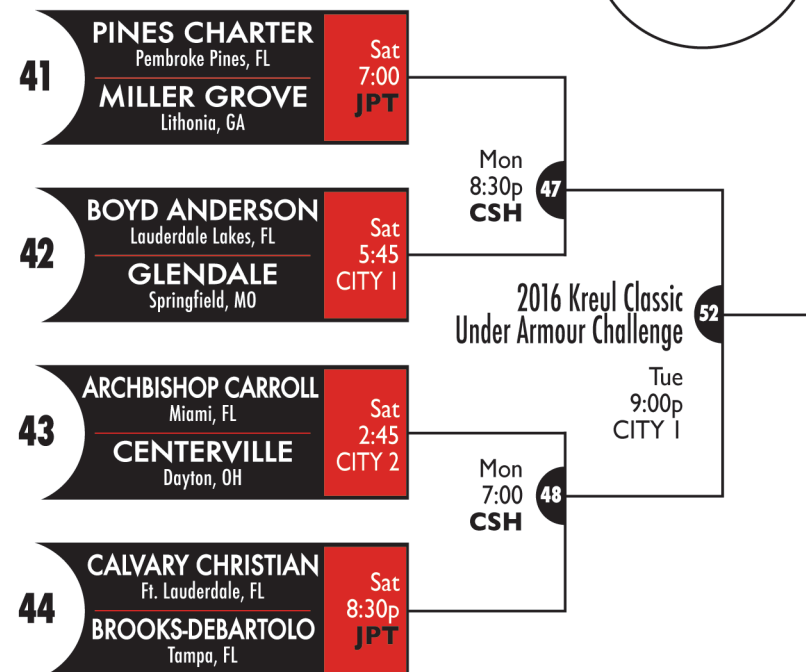 41
PINES CHARTER
Pembroke Pines, FL
MILLER GROVE
Lithonia, GA
Sat
7:00
JPT
42
BOYD ANDERSON
Lauderdale Lakes, FL
GLENDALE
Springfield, MO
Sat
5:45
CITY 1
Mon
8:30p
CSH
47
2016 Kreul Classic
Under Armour Challenge
52
Tue
9:00p
CITY 1
43
ARCHBISHOP CARROLL
Miami, FL
CENTERVILLE
Dayton, OH
Sat
2:45
CITY 2
Mon
7:00
CSH
48
44
CALVARY CHRISTIAN
Ft. Lauderdale, FL
BROOKS-DEBARTOLO
Tampa, FL
Sat
8:30p
JPT